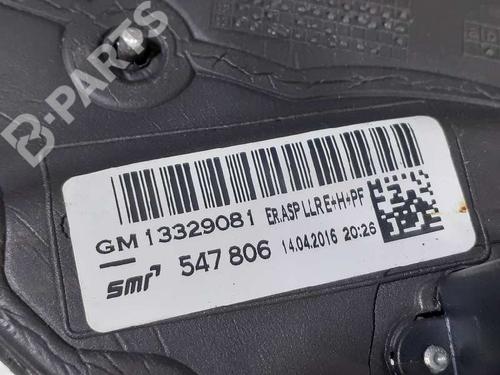 B-PARTS
GM 13329081 ER.ASP LLRE+H+PF
smr 547 806 14.04.2016 20:26